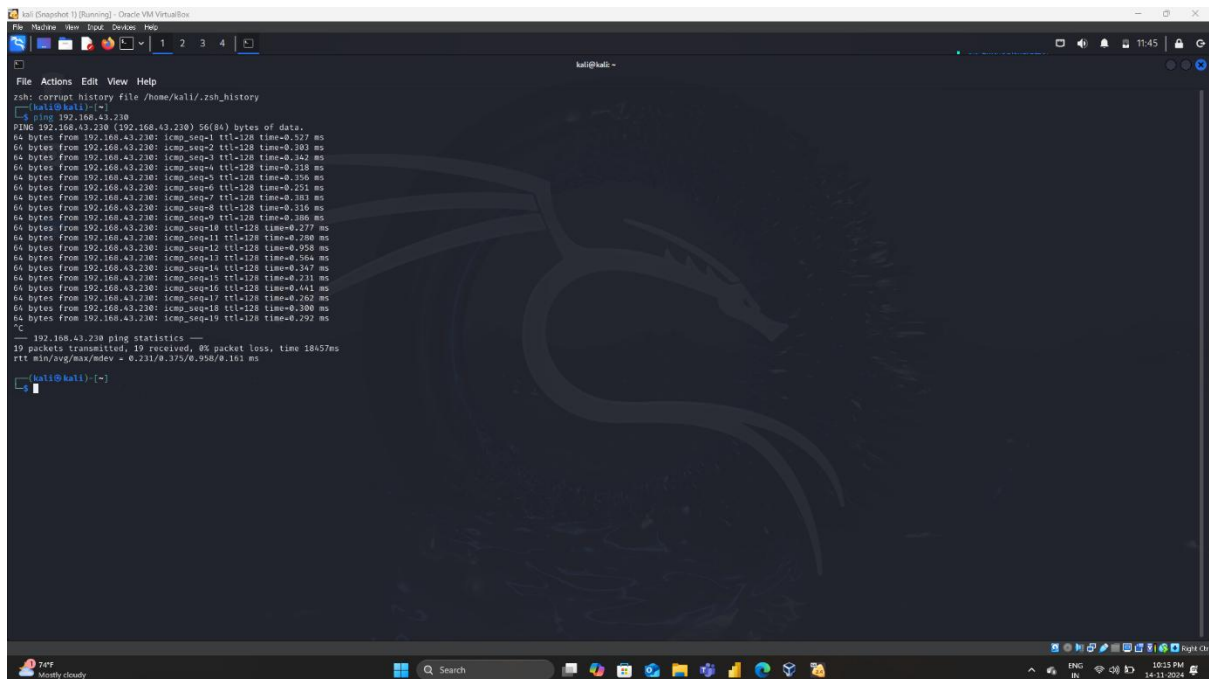 kali (Snapshot 1) [Running] - Oracle VM VirtualBox
File Machine View Input Devices Help
1 2 3 4
11:45
kali@kali: ~
File Actions Edit View Help
zsh: corrupt history file /home/kali/.zsh_history
(kali㉿kali)-[~]
$ ping 192.168.43.230
PING 192.168.43.230 (192.168.43.230) 56(84) bytes of data.
64 bytes from 192.168.43.230: icmp_seq=1 ttl=128 time=0.527 ms
64 bytes from 192.168.43.230: icmp_seq=2 ttl=128 time=0.303 ms
64 bytes from 192.168.43.230: icmp_seq=3 ttl=128 time=0.342 ms
64 bytes from 192.168.43.230: icmp_seq=4 ttl=128 time=0.318 ms
64 bytes from 192.168.43.230: icmp_seq=5 ttl=128 time=0.356 ms
64 bytes from 192.168.43.230: icmp_seq=6 ttl=128 time=0.251 ms
64 bytes from 192.168.43.230: icmp_seq=7 ttl=128 time=0.383 ms
64 bytes from 192.168.43.230: icmp_seq=8 ttl=128 time=0.316 ms
64 bytes from 192.168.43.230: icmp_seq=9 ttl=128 time=0.386 ms
64 bytes from 192.168.43.230: icmp_seq=10 ttl=128 time=0.277 ms
64 bytes from 192.168.43.230: icmp_seq=11 ttl=128 time=0.280 ms
64 bytes from 192.168.43.230: icmp_seq=12 ttl=128 time=0.958 ms
64 bytes from 192.168.43.230: icmp_seq=13 ttl=128 time=0.564 ms
64 bytes from 192.168.43.230: icmp_seq=14 ttl=128 time=0.347 ms
64 bytes from 192.168.43.230: icmp_seq=15 ttl=128 time=0.231 ms
64 bytes from 192.168.43.230: icmp_seq=16 ttl=128 time=0.441 ms
64 bytes from 192.168.43.230: icmp_seq=17 ttl=128 time=0.262 ms
64 bytes from 192.168.43.230: icmp_seq=18 ttl=128 time=0.300 ms
64 bytes from 192.168.43.230: icmp_seq=19 ttl=128 time=0.292 ms
^C
--- 192.168.43.230 ping statistics ---
19 packets transmitted, 19 received, 0% packet loss, time 18457ms
rtt min/avg/max/mdev = 0.231/0.375/0.958/0.161 ms
(kali㉿kali)-[~]
$
Right Ctr
74°F
Mostly cloudy
Search
ENG
IN
10:15 PM
14-11-2024